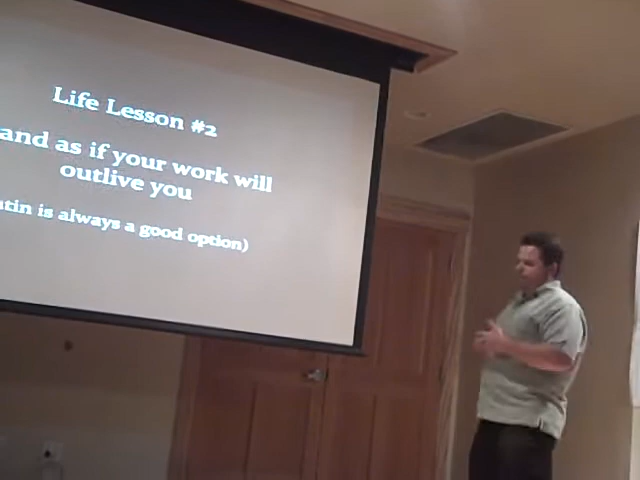 Life Lesson #2
and as if your work will
outlive you
is always a good option)